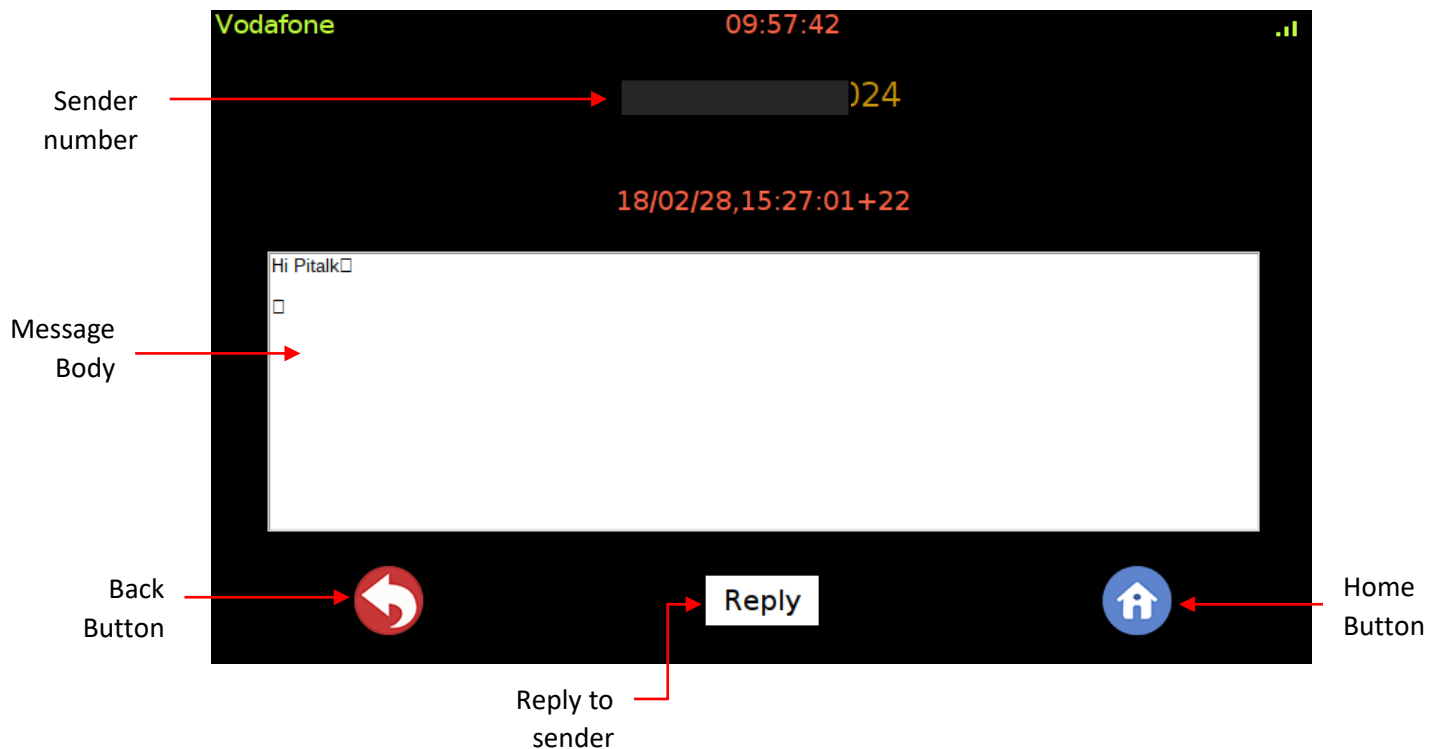 Vodafone 09:57:42
Sender
number
024
18/02/28,15:27:01+22
Hi Pitalk□
□
Message
Body
Back
Button
Reply
Home
Button
Reply to
sender